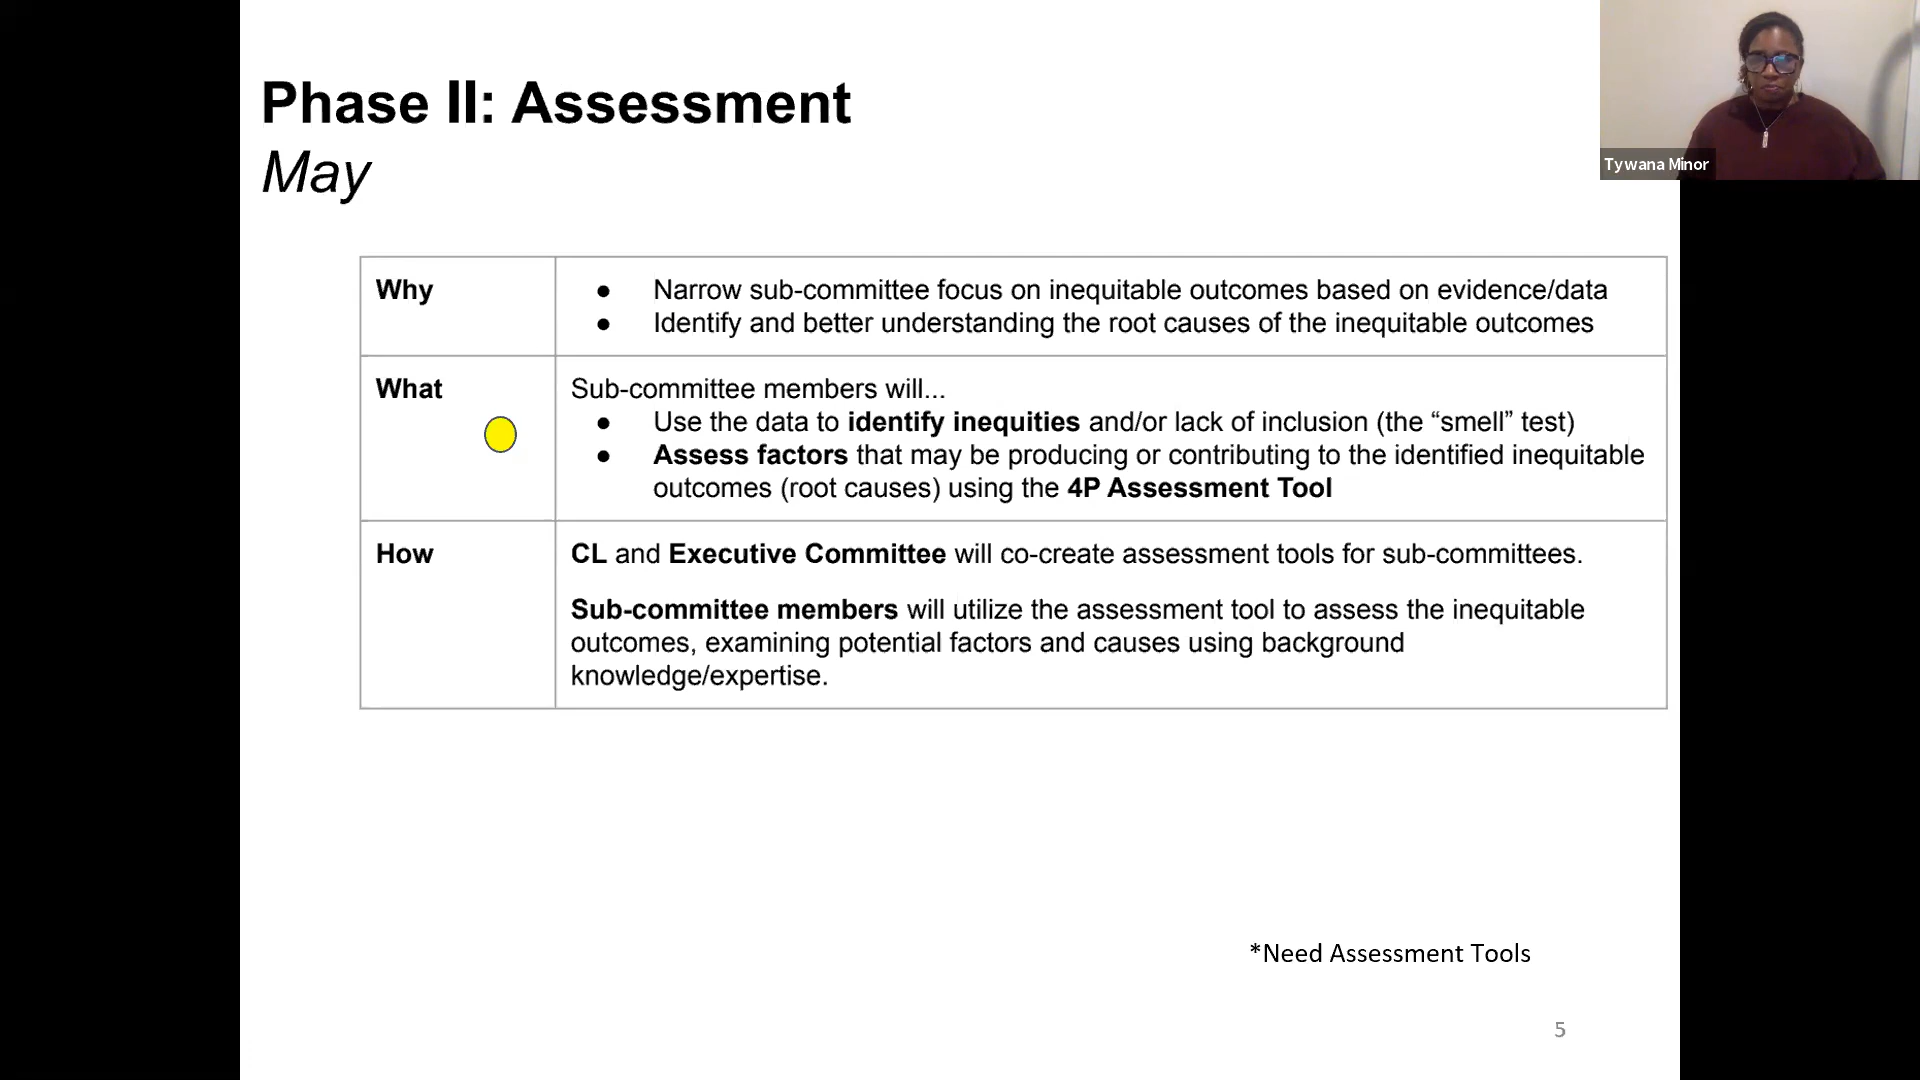 Phase II: Assessment
May
Tywana Minor
Why
● Narrow sub-committee focus on inequitable outcomes based on evidence/data
● Identify and better understanding the root causes of the inequitable outcomes
What
Sub-committee members will...
● Use the data to identify inequities and/or lack of inclusion (the “smell” test)
● Assess factors that may be producing or contributing to the identified inequitable
outcomes (root causes) using the 4P Assessment Tool
How
CL and Executive Committee will co-create assessment tools for sub-committees.
Sub-committee members will utilize the assessment tool to assess the inequitable
outcomes, examining potential factors and causes using background
knowledge/expertise.
*Need Assessment Tools
5